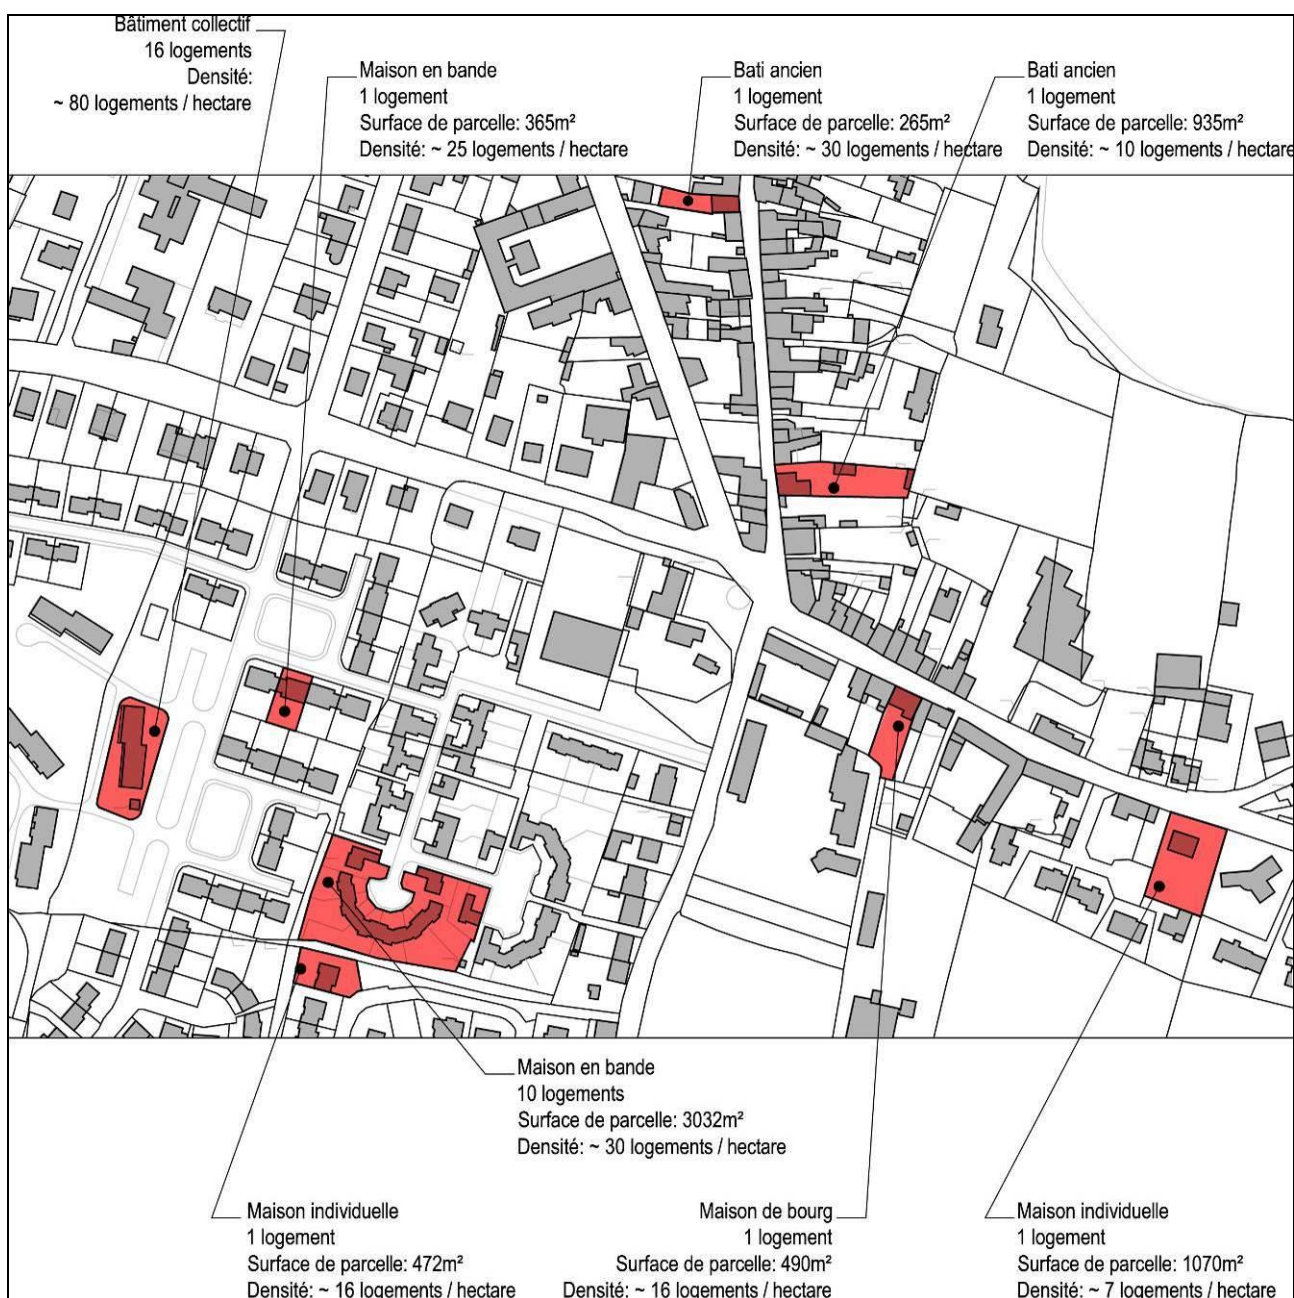 Bâtiment collectif
16 logements
Densité:
~ 80 logements / hectare
Maison en bande
1 logement
Surface de parcelle: 365m²
Densité: ~ 25 logements / hectare
Bati ancien
1 logement
Surface de parcelle: 265m²
Densité: ~ 30 logements / hectare
Bati ancien
1 logement
Surface de parcelle: 935m²
Densité: ~ 10 logements / hectare
Maison en bande
10 logements
Surface de parcelle: 3032m²
Densité: ~ 30 logements / hectare
Maison individuelle
1 logement
Surface de parcelle: 472m²
Densité: ~ 16 logements / hectare
Maison de bourg
1 logement
Surface de parcelle: 490m²
Densité: ~ 16 logements / hectare
Maison individuelle
1 logement
Surface de parcelle: 1070m²
Densité: ~ 7 logements / hectare